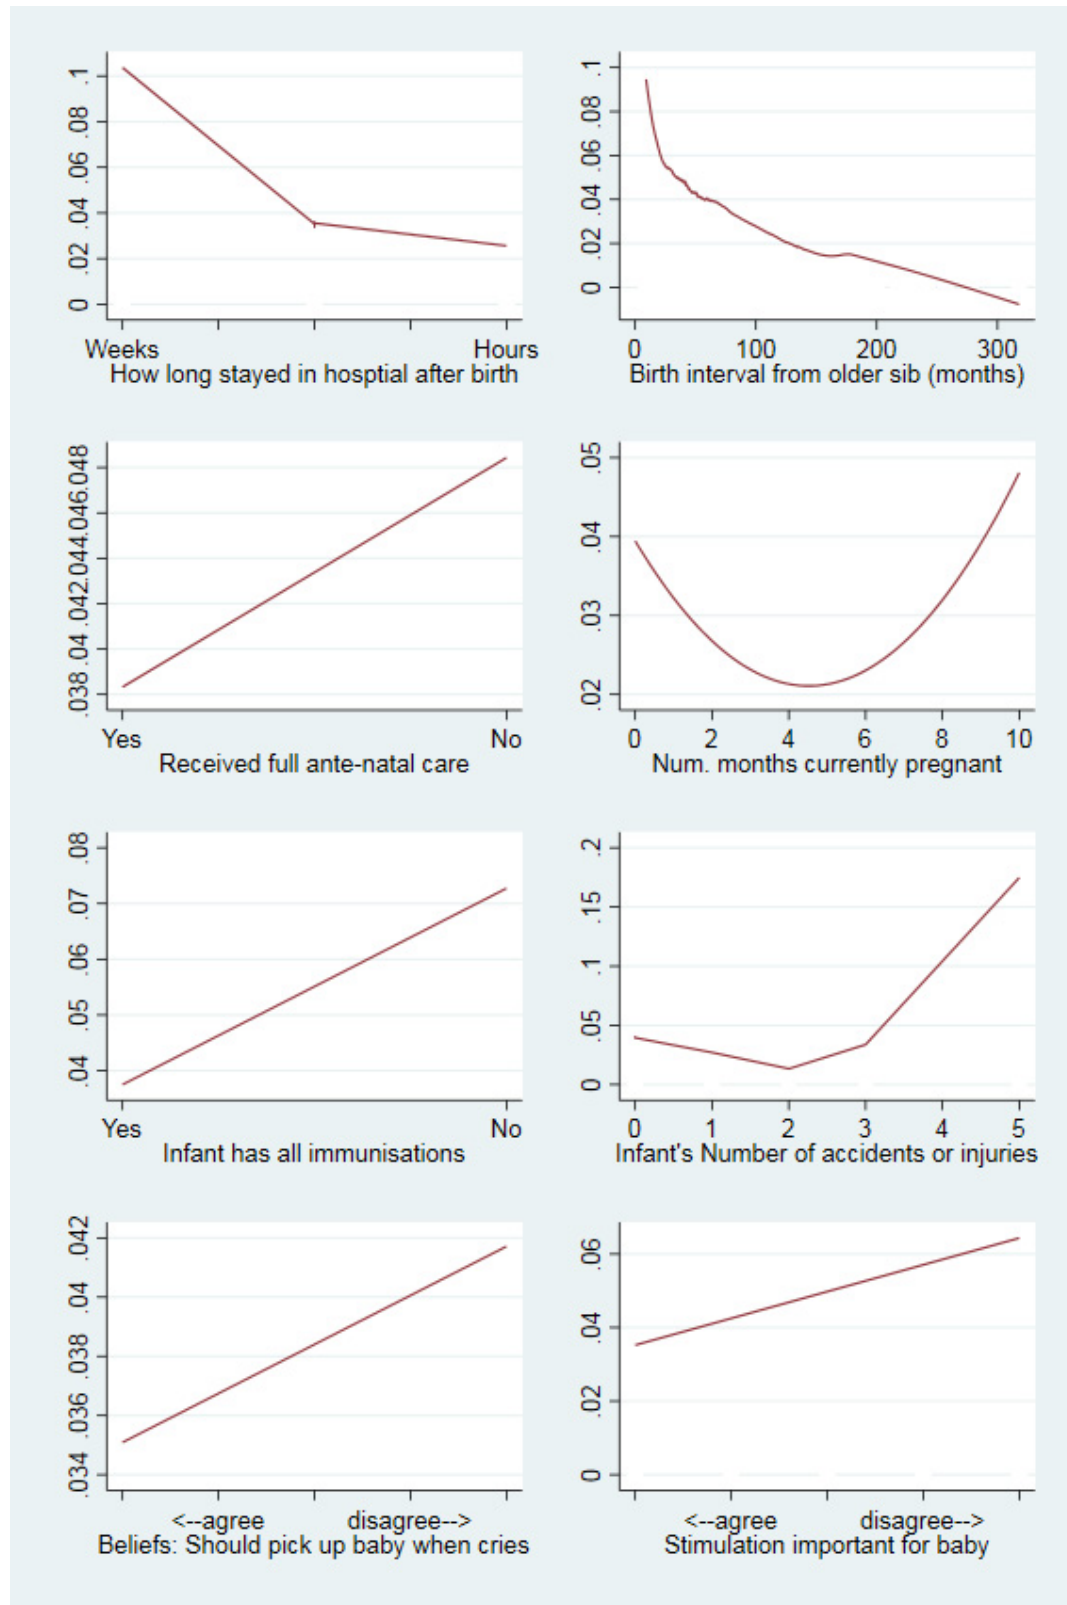 .1
.08
.06
.04
.02
0
Weeks Hours
How long stayed in hosptial after birth
.1
.08
.06
.04
.02
0
0 100 200 300
Birth interval from older sib (months)
.048
.046
.044
.042
.04
.038
Yes No
Received full ante-natal care
.05
.04
.03
.02
0 2 4 6 8 10
Num. months currently pregnant
.08
.07
.06
.05
.04
Yes No
Infant has all immunisations
.2
.15
.1
.05
0
0 1 2 3 4 5
Infant's Number of accidents or injuries
.042
.04
.038
.036
.034
<--agree disagree-->
Beliefs: Should pick up baby when cries
.06
.04
.02
0
<--agree disagree-->
Stimulation important for baby